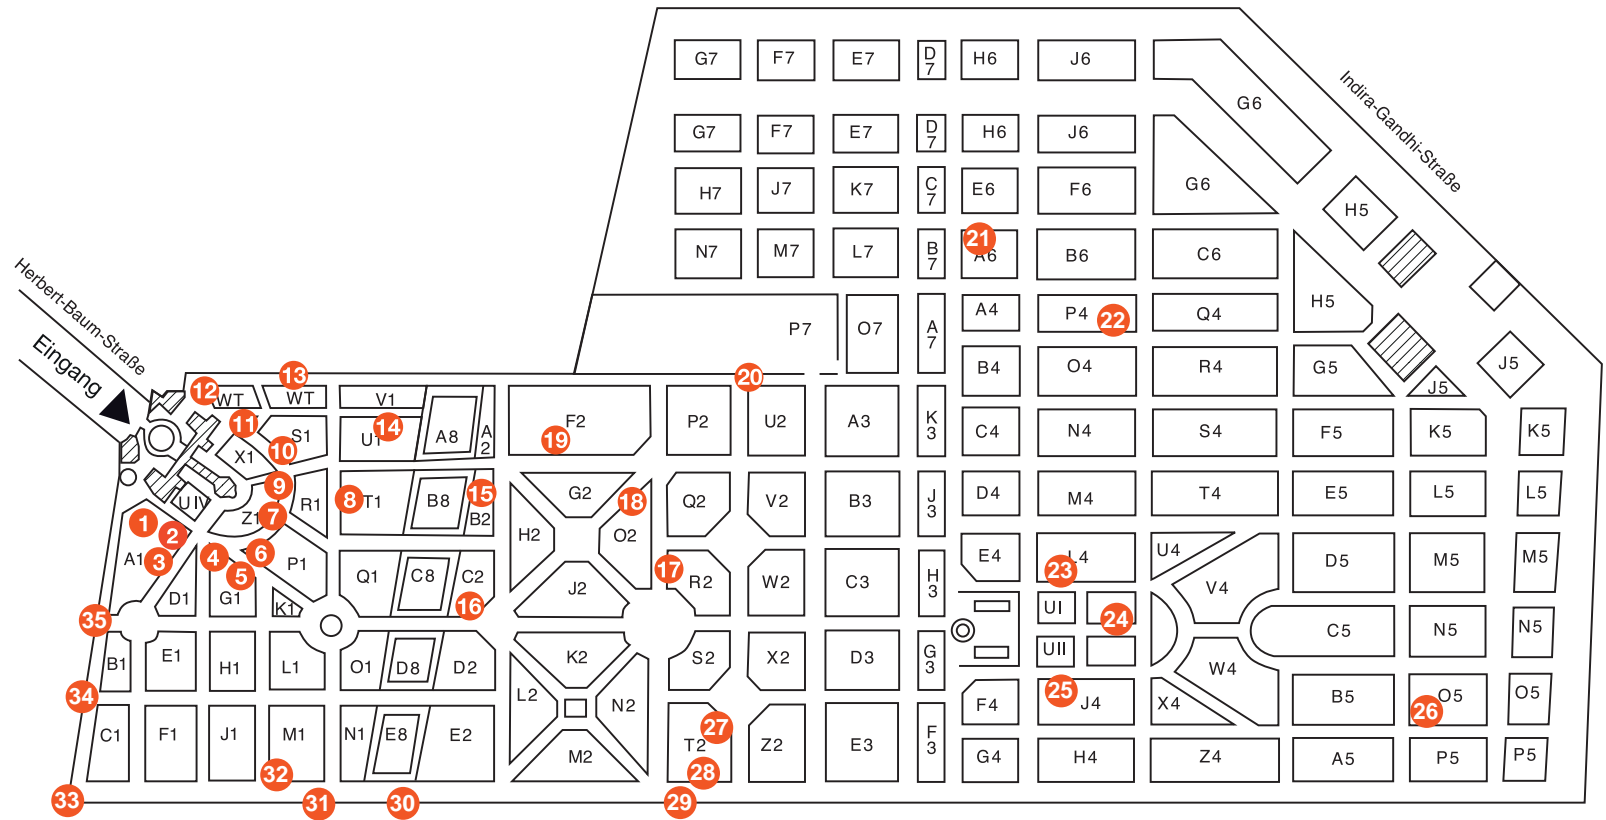 G7 F7 E7 D7 H6 J6
G6
Indira-Gandhi-Straße
G7 F7 E7 D7 H6 J6
H7 J7 K7 C7 E6 F6 G6
H5
N7 M7 L7 B7 21 A6 B6 C6
Herbert-Baum-Straße
Eingang
P7 O7 A7 A4 P4 22 Q4 H5
B4 O4 R4 G5 J5
J5
12 WT 13 WT V1 20
11 S1 U1 14 A8 A2 F2 P2 U2 A3 K3 C4 N4 S4 F5 K5 K5
X1 10 19
9 8 T1 B8 15 B2 G2 18 Q2 V2 B3 J3 D4 M4 T4 E5 L5 L5
UIV R1
1 Z1 7
2 H2 O2
A1 3 4 6 P1 E4 L4 U4 D5 M5 M5
5 Q1 C8 C2 J2 17 R2 W2 C3 H3 23 V4
D1 G1 K1 16 UI 24
35 C5 N5 N5
B1 E1 H1 L1 O1 D8 D2 K2 S2 X2 D3 G3 UII W4
34 L2 N2 F4 25 J4 X4 B5 O5 O5
26
C1 F1 J1 M1 N1 E8 E2 M2 T2 27 Z2 E3 F3 G4 H4 Z4 A5 P5 P5
32 28
33 31 30 29